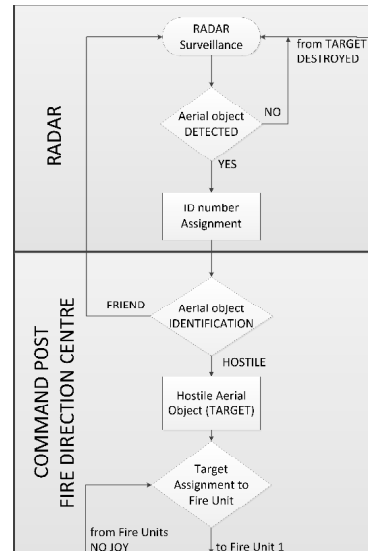 RADAR
Surveillance
from TARGET
DESTROYED
Aerial object
DETECTED
NO
YES
RADAR
ID number
Assignment
FRIEND
Aerial object
IDENTIFICATION
HOSTILE
COMMAND POST
FIRE DIRECTION CENTRE
Hostile Aerial
Object (TARGET)
Target
Assignment to
Fire Unit
from Fire Units
NO JOY
to Fire Unit 1